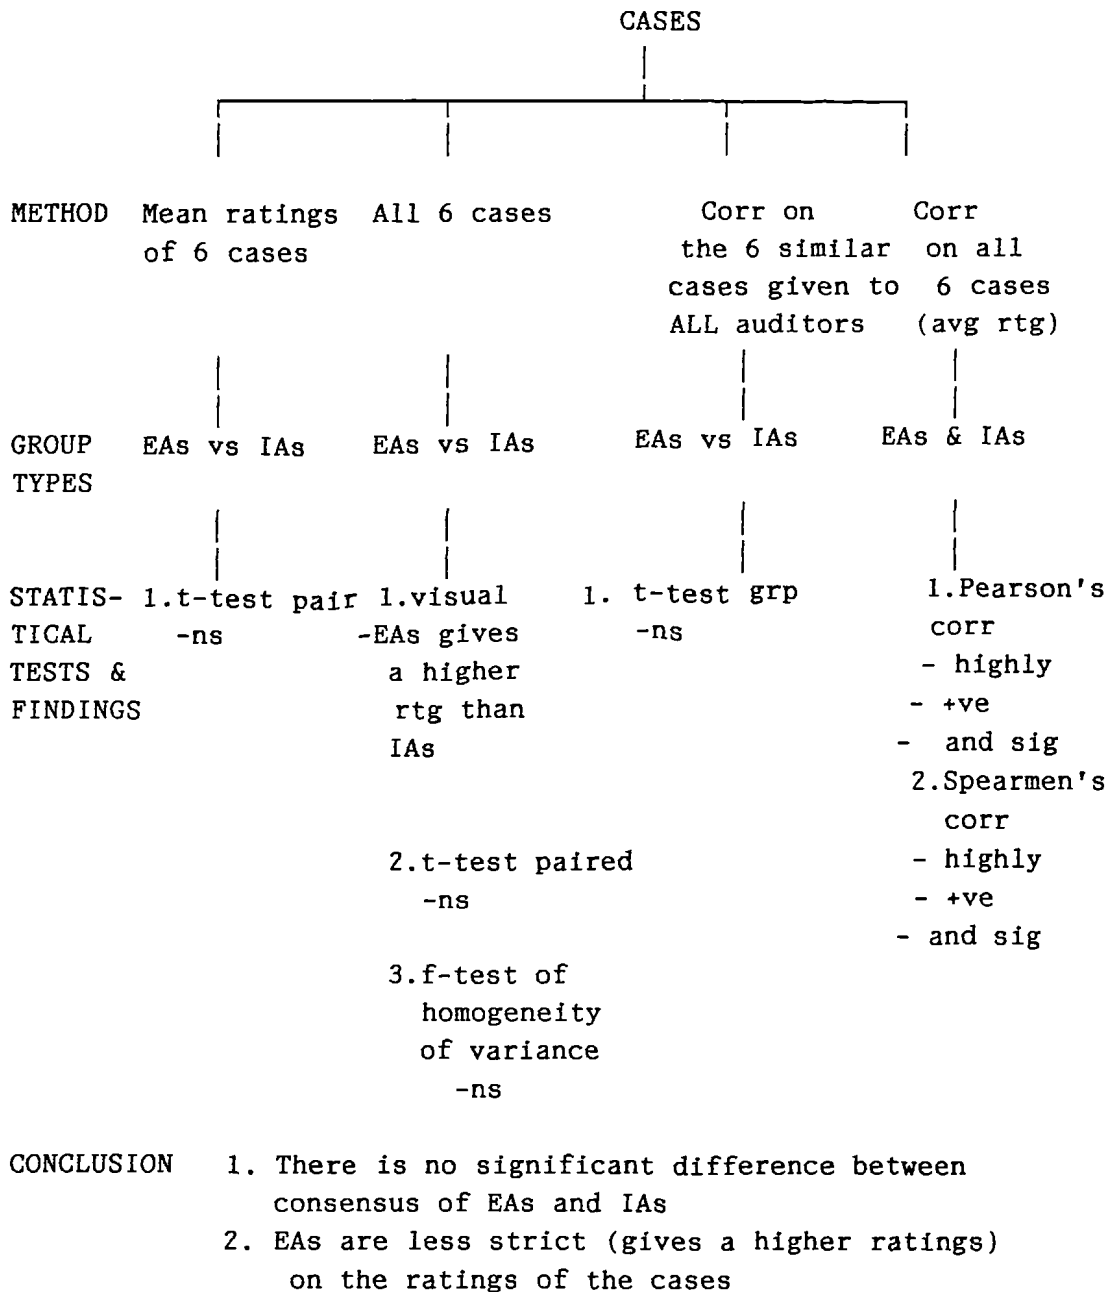 CASES
METHOD Mean ratings All 6 cases Corr on Corr
of 6 cases the 6 similar on all
cases given to 6 cases
ALL auditors (avg rtg)
GROUP EAs vs IAs EAs vs IAs EAs vs IAs EAs & IAs
TYPES
STATIS- 1.t-test pair 1.visual 1. t-test grp 1.Pearson's
TICAL -ns -EAs gives -ns corr
TESTS & a higher - highly
FINDINGS rtg than - +ve
IAs - and sig
2.Spearmen's
corr
2.t-test paired - highly
-ns - +ve
- and sig
3.f-test of
homogeneity
of variance
-ns
CONCLUSION 1. There is no significant difference between
consensus of EAs and IAs
2. EAs are less strict (gives a higher ratings)
on the ratings of the cases